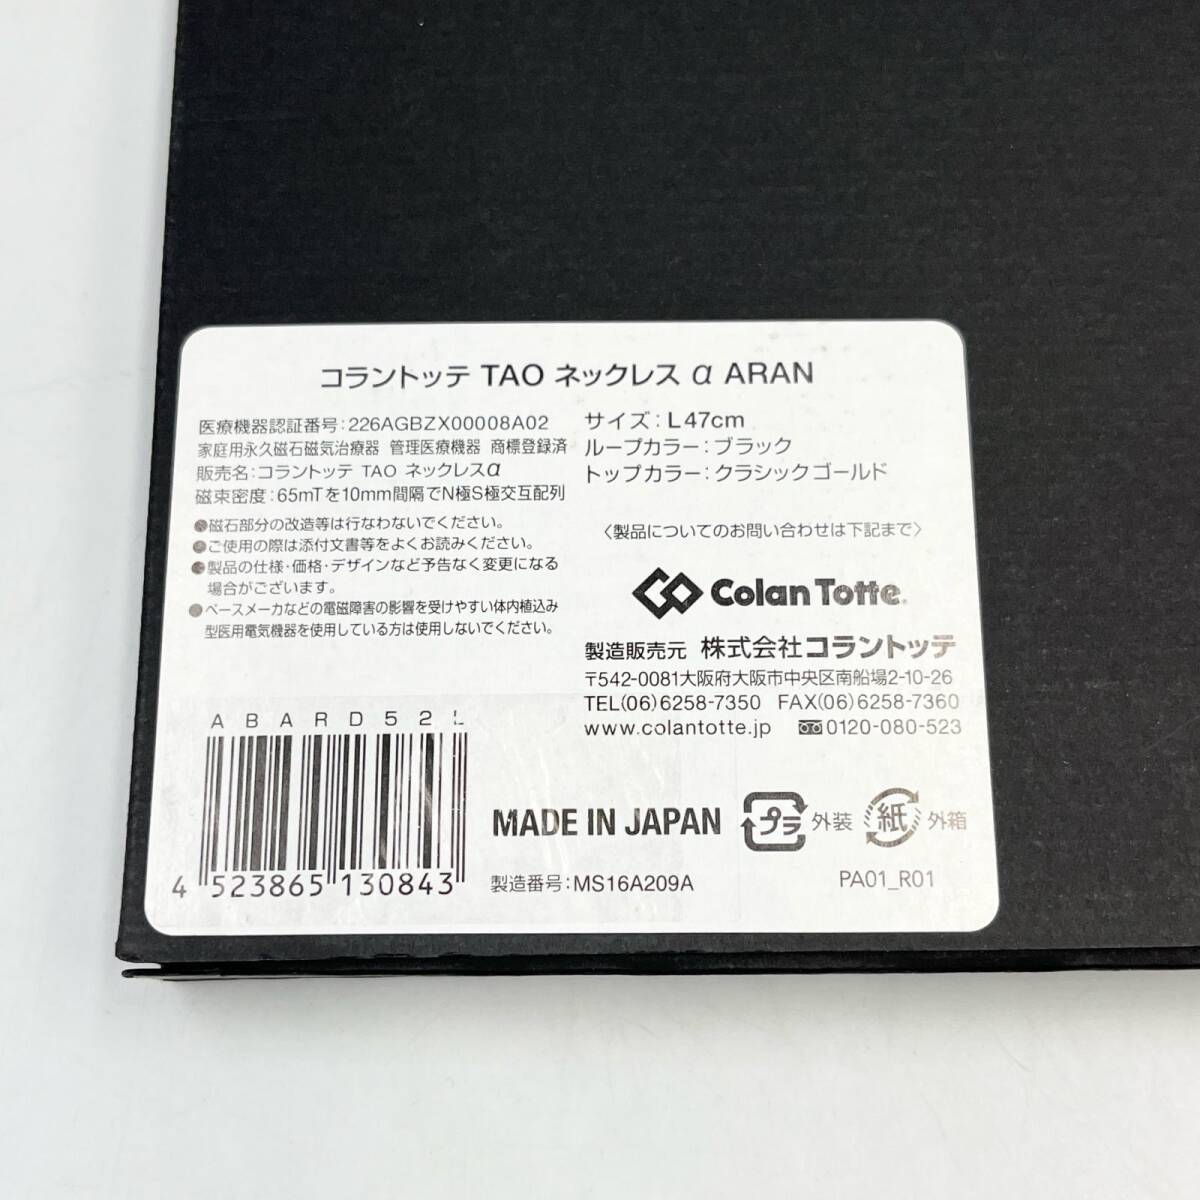 コラントッテ TAO ネックレス α ARAN
医療機器認証番号:226AGBZX00008A02
家庭用永久磁石磁気治療器 管理医療機器 商標登録済
販売名:コラントッテ TAO ネックレスα
磁束密度:65mTを10mm間隔でN極S極交互配列
●磁石部分の改造等は行なわないでください。
●ご使用の際は添付文書等をよくお読みください。
●製品の仕様・価格・デザインなど予告なく変更になる
場合がございます。
●ペースメーカなどの電磁障害の影響を受けやすい体内植込み
型医用電気機器を使用している方は使用しないでください。
サイズ:L 47cm
ループカラー:ブラック
トップカラー:クラシックゴールド
〈製品についてのお問い合わせは下記まで〉
Colan Totte.
製造販売元 株式会社コラントッテ
〒542-0081大阪府大阪市中央区南船場2-10-26
TEL(06)6258-7350 FAX(06)6258-7360
www.colantotte.jp 0120-080-523
ABARD52L
4 523865 130843
MADE IN JAPAN
製造番号:MS16A209A
プラ 外装 紙 外箱
PA01_R01